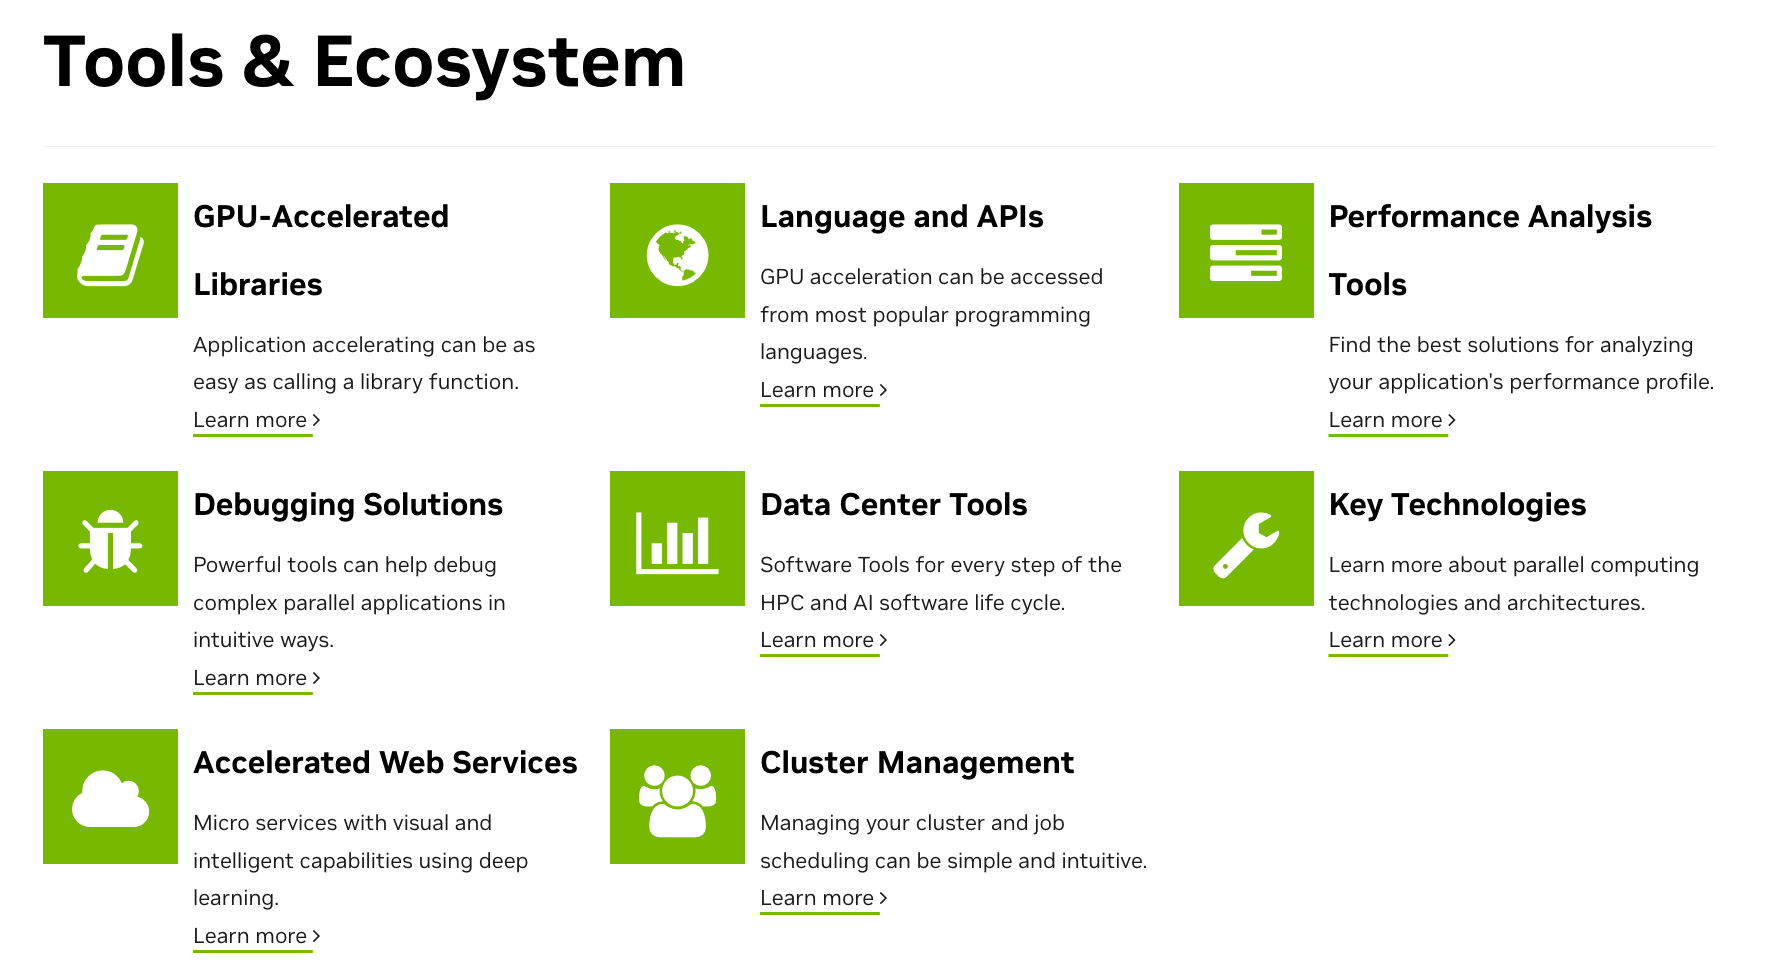 Tools & Ecosystem
GPU-Accelerated
Libraries
Application accelerating can be as
easy as calling a library function.
Learn more
Language and APIs
GPU acceleration can be accessed
from most popular programming
languages.
Learn more
Performance Analysis
Tools
Find the best solutions for analyzing
your application's performance profile.
Learn more
Debugging Solutions
Powerful tools can help debug
complex parallel applications in
intuitive ways.
Learn more
Data Center Tools
Software Tools for every step of the
HPC and AI software life cycle.
Learn more
Key Technologies
Learn more about parallel computing
technologies and architectures.
Learn more
Accelerated Web Services
Micro services with visual and
intelligent capabilities using deep
learning.
Learn more
Cluster Management
Managing your cluster and job
scheduling can be simple and intuitive.
Learn more